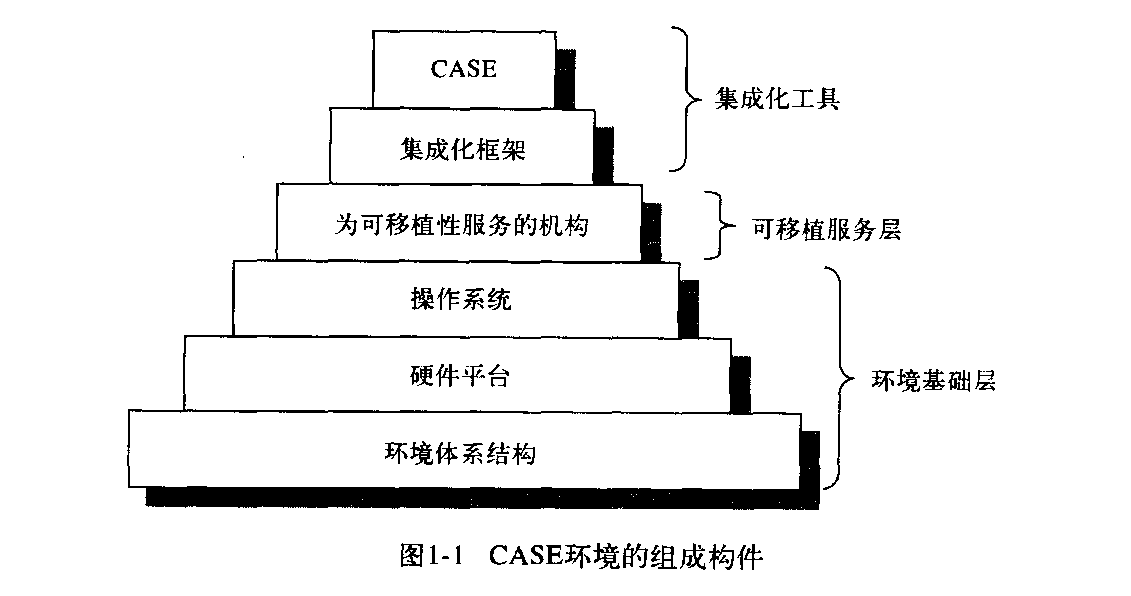 CASE
集成化工具
集成化框架
为可移植性服务的机构
可移植服务层
操作系统
硬件平台
环境基础层
环境体系结构
图1-1 CASE环境的组成构件